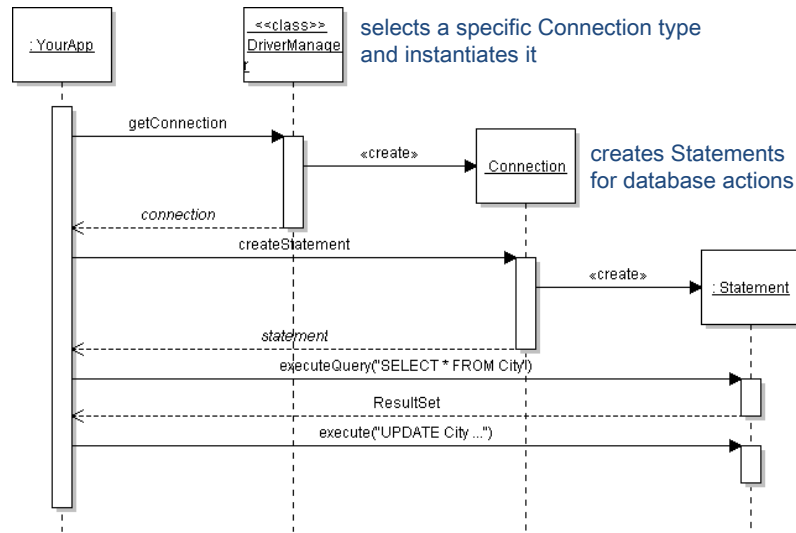 : YourApp
<<class>>
DriverManage
r
selects a specific Connection type
and instantiates it
getConnection
«create»
Connection
creates Statements
for database actions
connection
createStatement
«create»
: Statement
statement
executeQuery("SELECT * FROM City")
ResultSet
execute("UPDATE City ...")